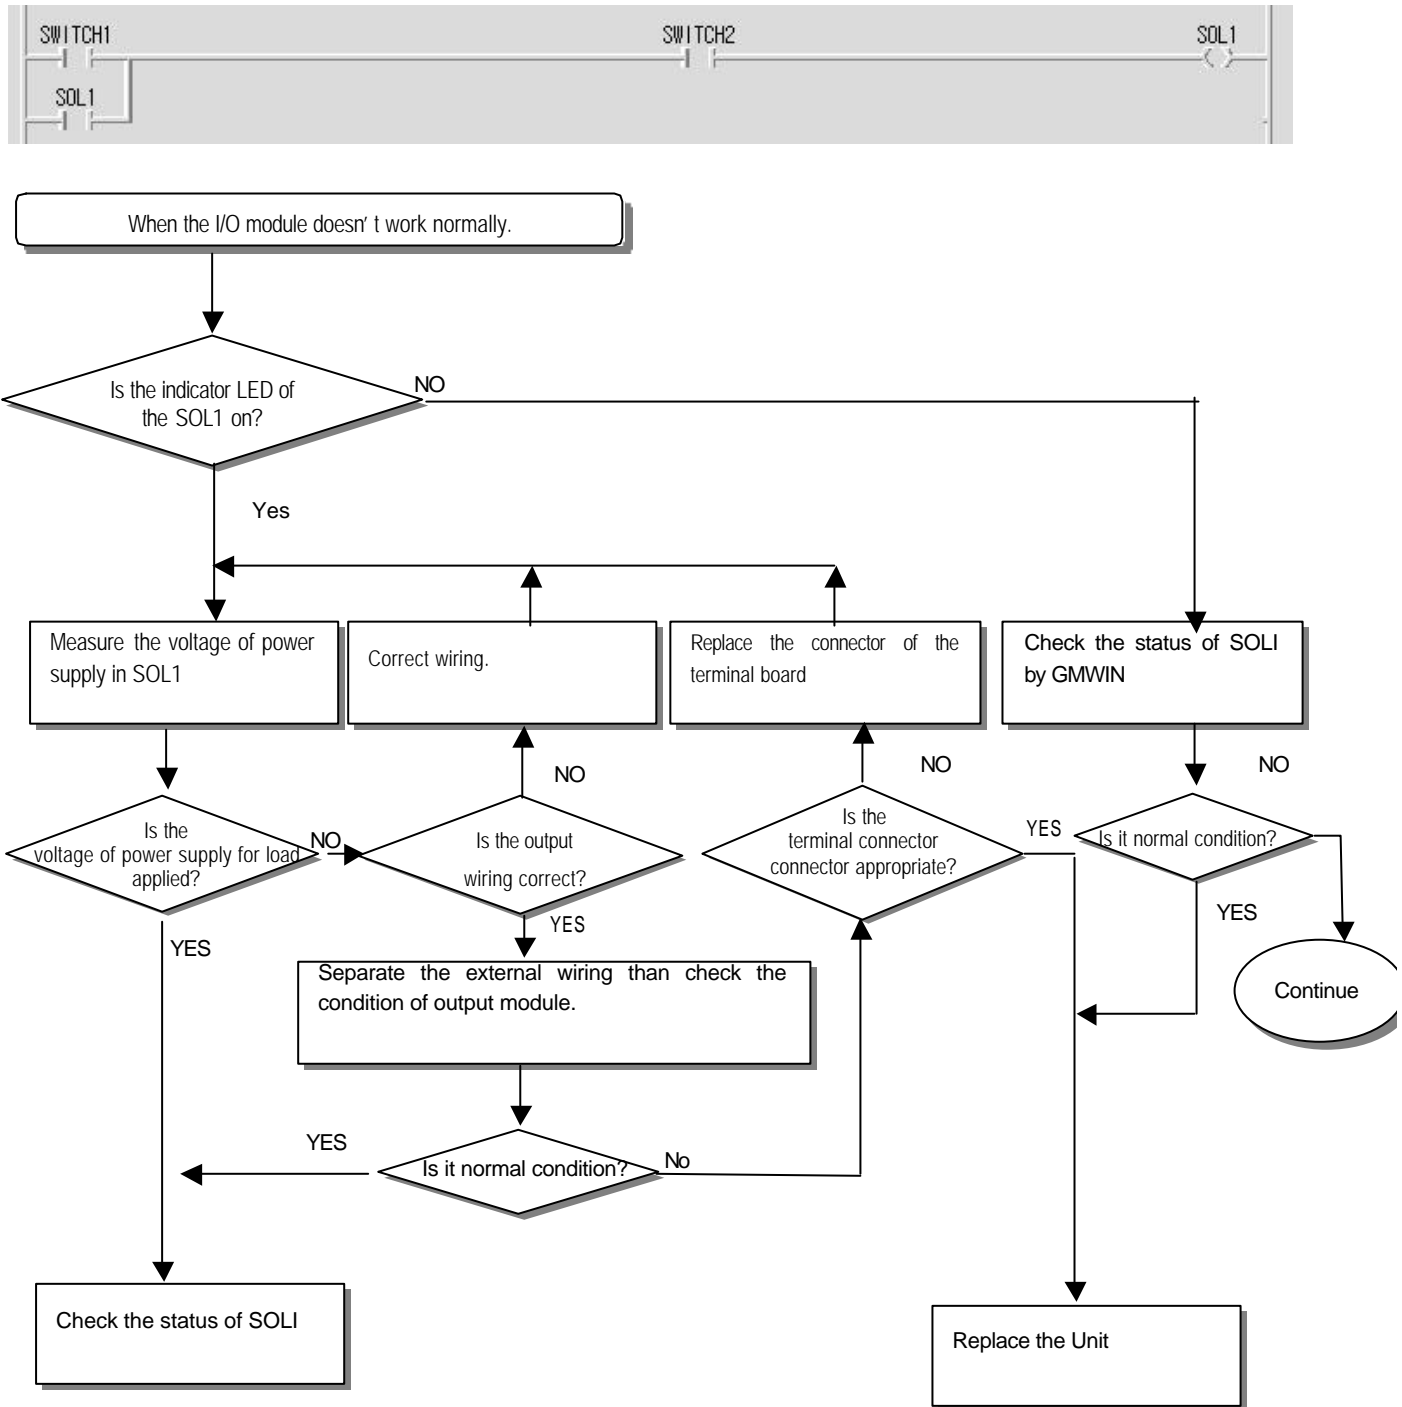 SWITCH1
SWITCH2
SOL1
SOL1
When the I/O module doesn' t work normally.
Is the indicator LED of
the SOL1 on?
NO
Yes
Measure the voltage of power
supply in SOL1
Correct wiring.
Replace the connector of the
terminal board
Check the status of SOLI
by GMWIN
NO
NO
NO
Is the
voltage of power supply for load
applied?
NO
Is the output
wiring correct?
Is the
terminal connector
connector appropriate?
YES
Is it normal condition?
YES
YES
YES
Separate the external wiring than check the
condition of output module.
Continue
YES
Is it normal condition?
No
Check the status of SOLI
Replace the Unit